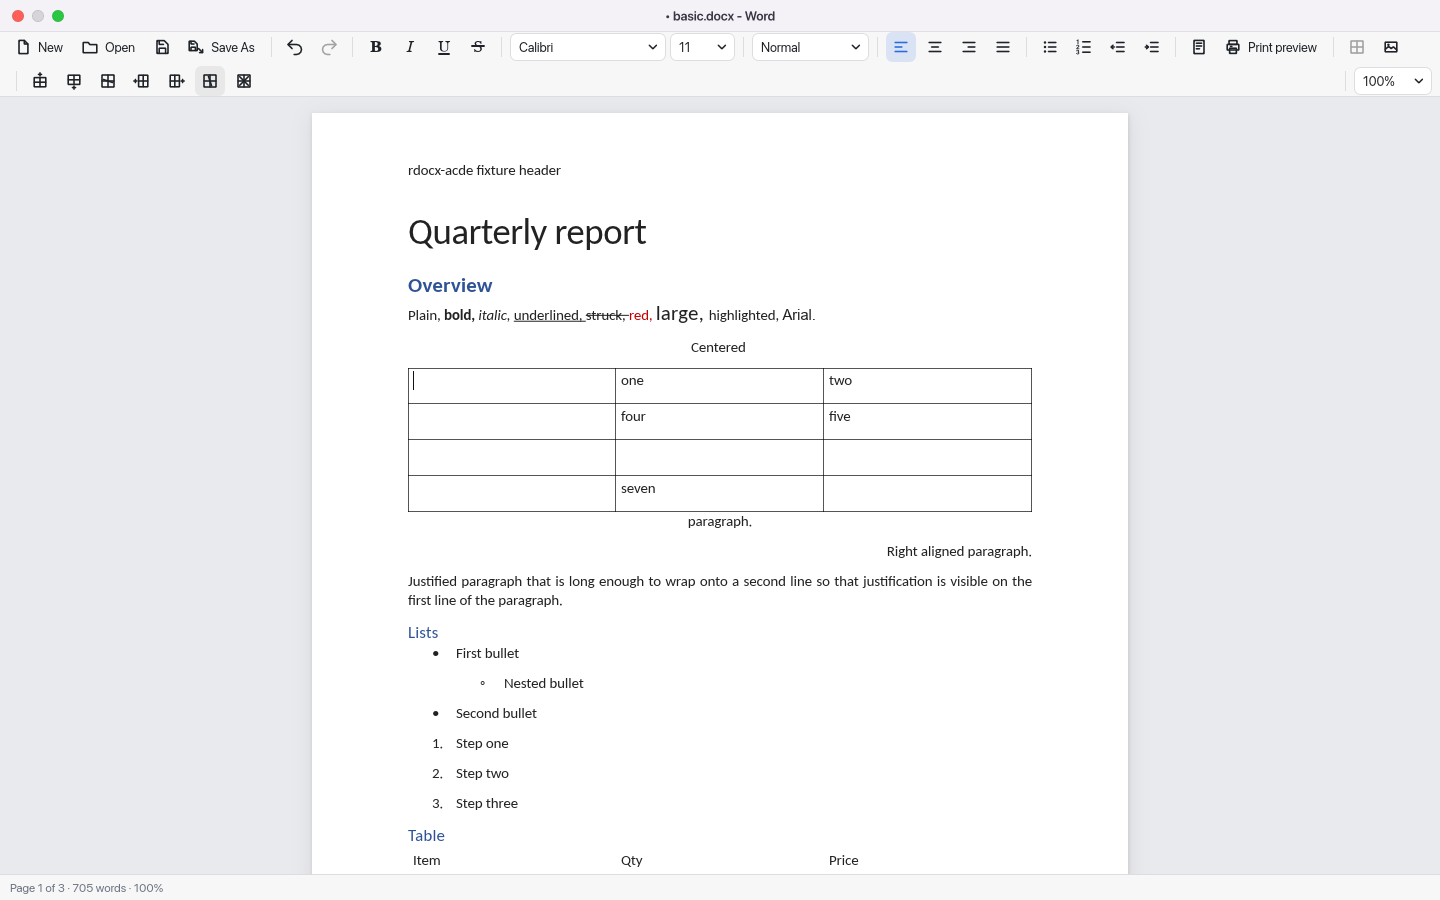 • basic.docx - Word
New Open Save As B I U S Calibri 11 Normal Print preview
100%
rdocx-acde fixture header
Quarterly report
Overview
Plain, bold, italic, underlined, struck, red, large, highlighted, Arial.
Centered
one two
four five
seven
paragraph.
Right aligned paragraph.
Justified paragraph that is long enough to wrap onto a second line so that justification is visible on the
first line of the paragraph.
Lists
• First bullet
◦ Nested bullet
• Second bullet
1. Step one
2. Step two
3. Step three
Table
Item Qty Price
Page 1 of 3 · 705 words · 100%